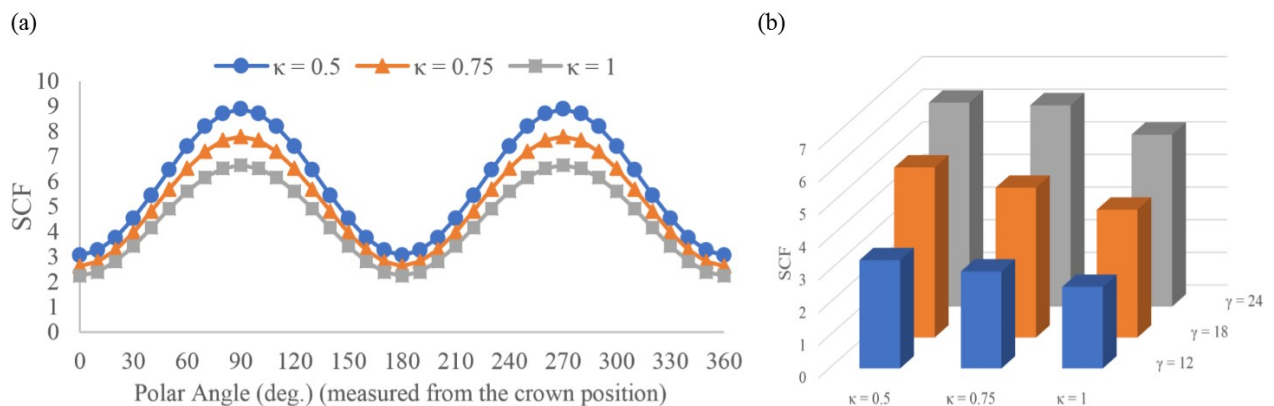 (a)
κ = 0.5 κ = 0.75 κ = 1
10
9
8
7
6
5
4
3
2
1
0
SCF
0 30 60 90 120 150 180 210 240 270 300 330 360
Polar Angle (deg.) (measured from the crown position)
(b)
7
6
5
4
3
2
1
0
SCF
κ = 0.5 κ = 0.75 κ = 1
γ = 24
γ = 18
γ = 12